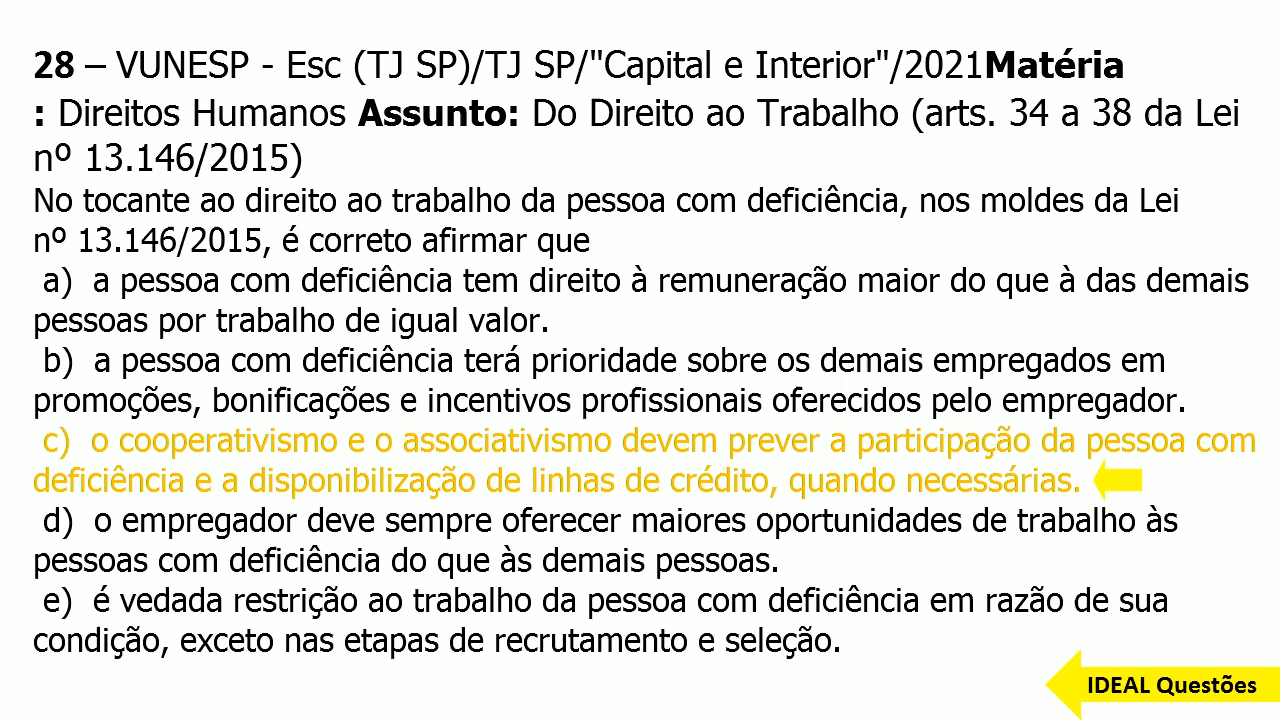 28 – VUNESP - Esc (TJ SP)/TJ SP/"Capital e Interior"/2021Matéria
: Direitos Humanos Assunto: Do Direito ao Trabalho (arts. 34 a 38 da Lei
nº 13.146/2015)
No tocante ao direito ao trabalho da pessoa com deficiência, nos moldes da Lei
nº 13.146/2015, é correto afirmar que
a) a pessoa com deficiência tem direito à remuneração maior do que à das demais
pessoas por trabalho de igual valor.
b) a pessoa com deficiência terá prioridade sobre os demais empregados em
promoções, bonificações e incentivos profissionais oferecidos pelo empregador.
c) o cooperativismo e o associativismo devem prever a participação da pessoa com
deficiência e a disponibilização de linhas de crédito, quando necessárias.
d) o empregador deve sempre oferecer maiores oportunidades de trabalho às
pessoas com deficiência do que às demais pessoas.
e) é vedada restrição ao trabalho da pessoa com deficiência em razão de sua
condição, exceto nas etapas de recrutamento e seleção.
IDEAL Questões